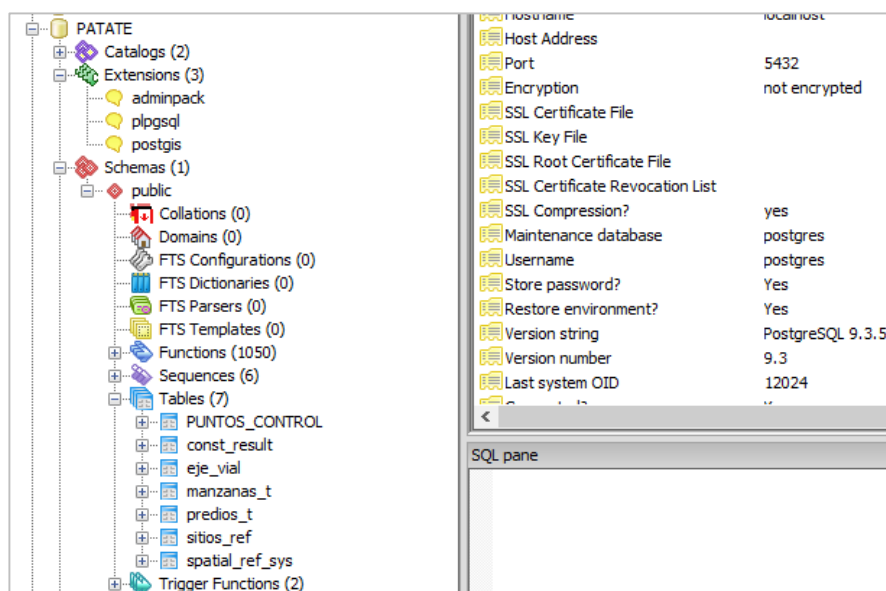 PATATE
Catalogs (2)
Extensions (3)
adminpack
plpgsql
postgis
Schemas (1)
public
Collations (0)
Domains (0)
FTS Configurations (0)
FTS Dictionaries (0)
FTS Parsers (0)
FTS Templates (0)
Functions (1050)
Sequences (6)
Tables (7)
PUNTOS_CONTROL
const_result
eje_vial
manzanas_t
predios_t
sitios_ref
spatial_ref_sys
Trigger Functions (2)
Hostname localhost
Host Address
Port 5432
Encryption not encrypted
SSL Certificate File
SSL Key File
SSL Root Certificate File
SSL Certificate Revocation List
SSL Compression? yes
Maintenance database postgres
Username postgres
Store password? Yes
Restore environment? Yes
Version string PostgreSQL 9.3.5
Version number 9.3
Last system OID 12024
SQL pane